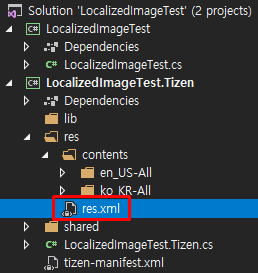 Solution 'LocalizedImageTest' (2 projects)
C# LocalizedImageTest
Dependencies
C# LocalizedImageTest.cs
C# LocalizedImageTest.Tizen
Dependencies
lib
res
contents
en_US-All
ko_KR-All
res.xml
shared
C# LocalizedImageTest.Tizen.cs
tizen-manifest.xml